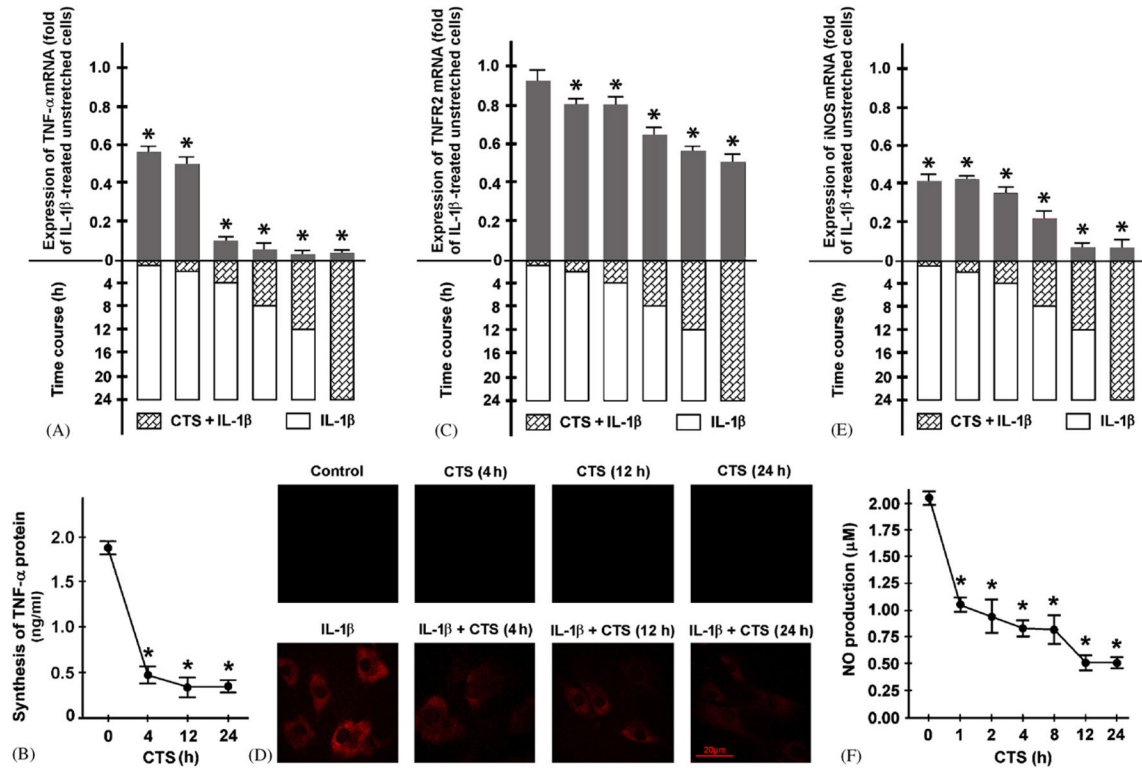 Expression of TNF-α mRNA (fold
of IL-1β-treated unstretched cells)
1.0
0.8
0.6
0.4
0.2
0
* * * * * *
Time course (h)
4
8
12
16
20
24
CTS + IL-1β IL-1β
(A)
Expression of TNFR2 mRNA (fold
of IL-1β-treated unstretched cells)
1.0
0.8
0.6
0.4
0.2
0
* * * * *
Time course (h)
4
8
12
16
20
24
CTS + IL-1β IL-1β
(C)
Expression of iNOS mRNA (fold
of IL-1β-treated unstretched cells)
1.0
0.8
0.6
0.4
0.2
0
* * * * * *
Time course (h)
4
8
12
16
20
24
CTS + IL-1β IL-1β
(E)
Synthesis of TNF-α protein
(ng/ml)
2.0
1.5
1.0
0.5
0
* * *
0 4 12 24
CTS (h)
(B)
Control CTS (4 h) CTS (12 h) CTS (24 h)
IL-1β IL-1β + CTS (4 h) IL-1β + CTS (12 h) IL-1β + CTS (24 h)
20μm
(D)
NO production (μM)
2.00
1.75
1.50
1.25
1.00
0.75
0.50
0.25
0.00
* * * * * *
0 1 2 4 8 12 24
CTS (h)
(F)